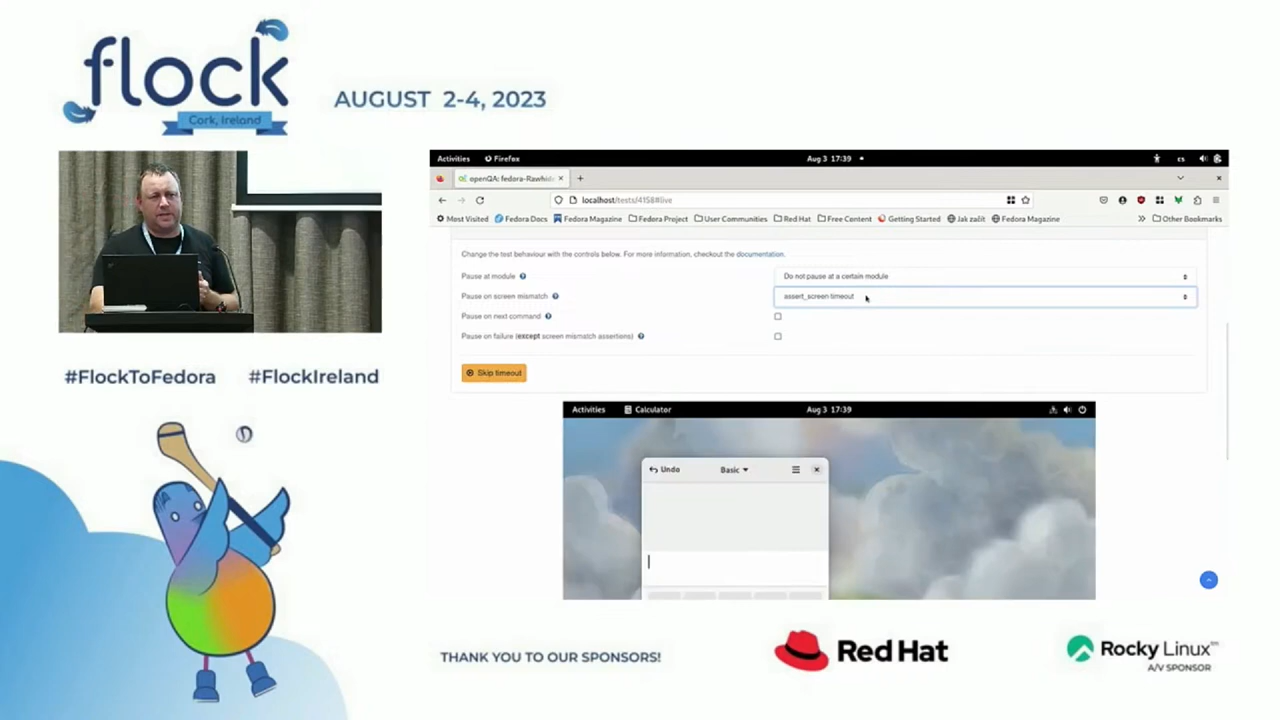 flock
Cork, Ireland
AUGUST 2-4, 2023
#FlockToFedora #FlockIreland
Activities Firefox Aug 3 17:39 cs
openQA: fedora-Rawhide
localhost/tests/4158#live
Most Visited Fedora Docs Fedora Magazine Fedora Project User Communities Red Hat Free Content Getting Started Jak začít Fedora Magazine Other Bookmarks
Change the test behaviour with the controls below. For more information, checkout the documentation.
Pause at module Do not pause at a certain module
Pause on screen mismatch assert_screen timeout
Pause on next command
Pause on failure (except screen mismatch assertions)
Skip timeout
Activities Calculator Aug 3 17:39
Undo Basic
THANK YOU TO OUR SPONSORS!
Red Hat
Rocky Linux™
A/V SPONSOR